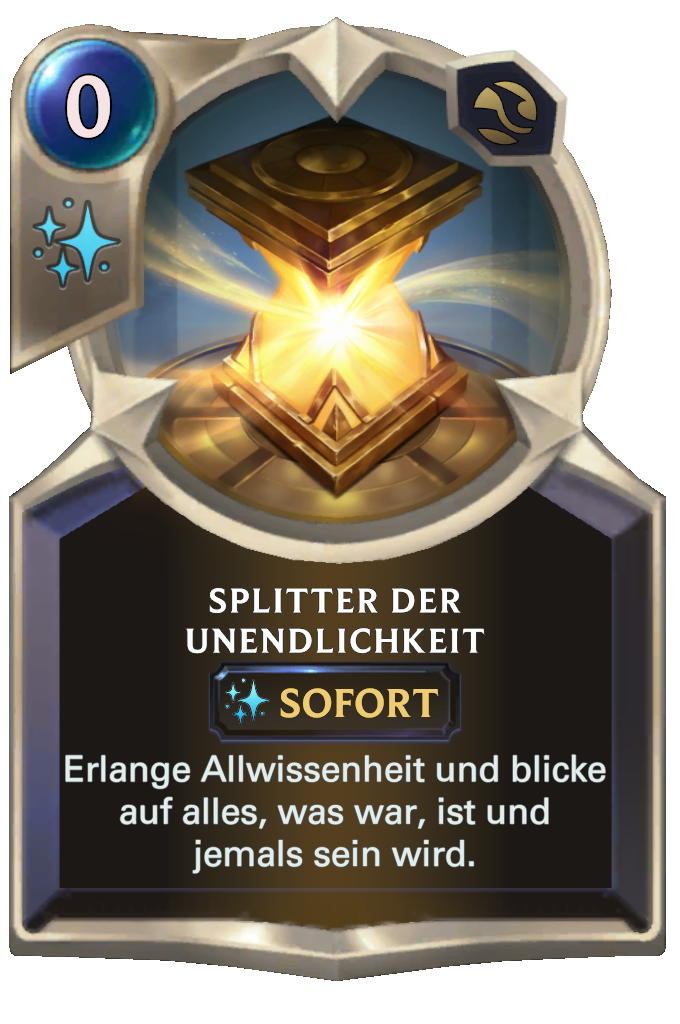 0
SPLITTER DER
UNENDLICHKEIT
SOFORT
Erlange Allwissenheit und blicke
auf alles, was war, ist und
jemals sein wird.